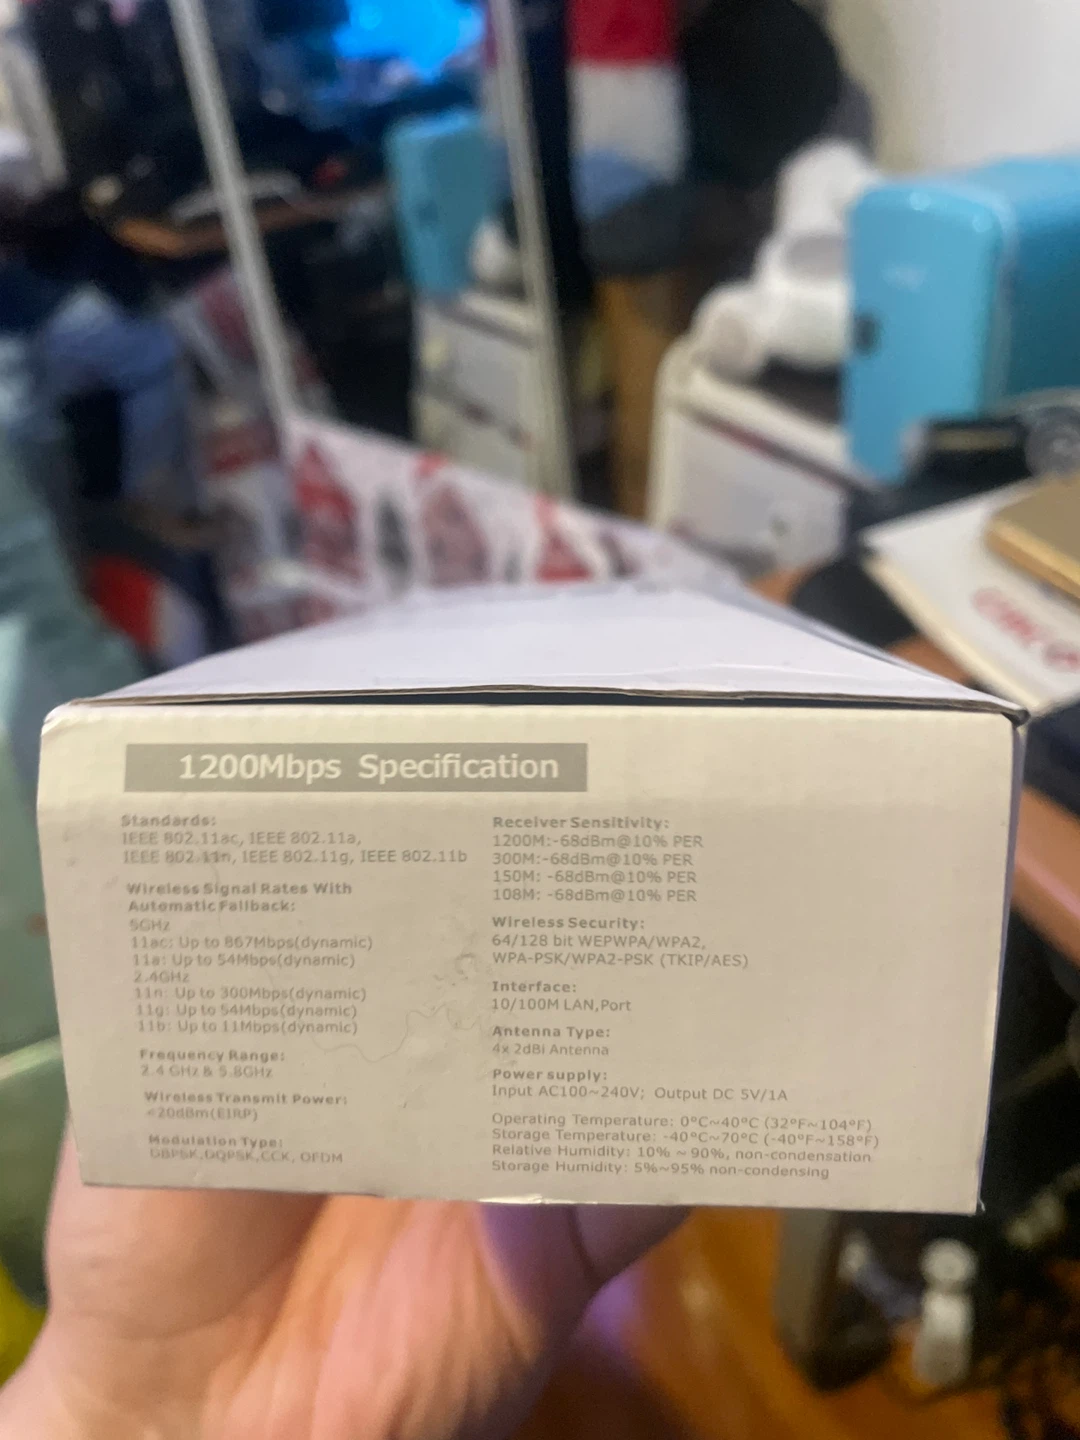 1200Mbps Specification
Standards:
IEEE 802.11ac, IEEE 802.11a,
IEEE 802.11n, IEEE 802.11g, IEEE 802.11b
Wireless Signal Rates With
Automatic Fallback:
5GHz
11ac: Up to 867Mbps(dynamic)
11a: Up to 54Mbps(dynamic)
2.4GHz
11n: Up to 300Mbps(dynamic)
11g: Up to 54Mbps(dynamic)
11b: Up to 11Mbps(dynamic)
Frequency Range:
2.4 GHz & 5.8GHz
Wireless Transmit Power:
<20dBm(EIRP)
Modulation Type:
DBPSK,DQPSK,CCK, OFDM
Receiver Sensitivity:
1200M:-68dBm@10% PER
300M:-68dBm@10% PER
150M: -68dBm@10% PER
108M: -68dBm@10% PER
Wireless Security:
64/128 bit WEPWPA/WPA2,
WPA-PSK/WPA2-PSK (TKIP/AES)
Interface:
10/100M LAN,Port
Antenna Type:
4x 2dBi Antenna
Power supply:
Input AC100~240V; Output DC 5V/1A
Operating Temperature: 0°C~40°C (32°F~104°F)
Storage Temperature: -40°C~70°C (-40°F~158°F)
Relative Humidity: 10% ~ 90%, non-condensation
Storage Humidity: 5%~95% non-condensing